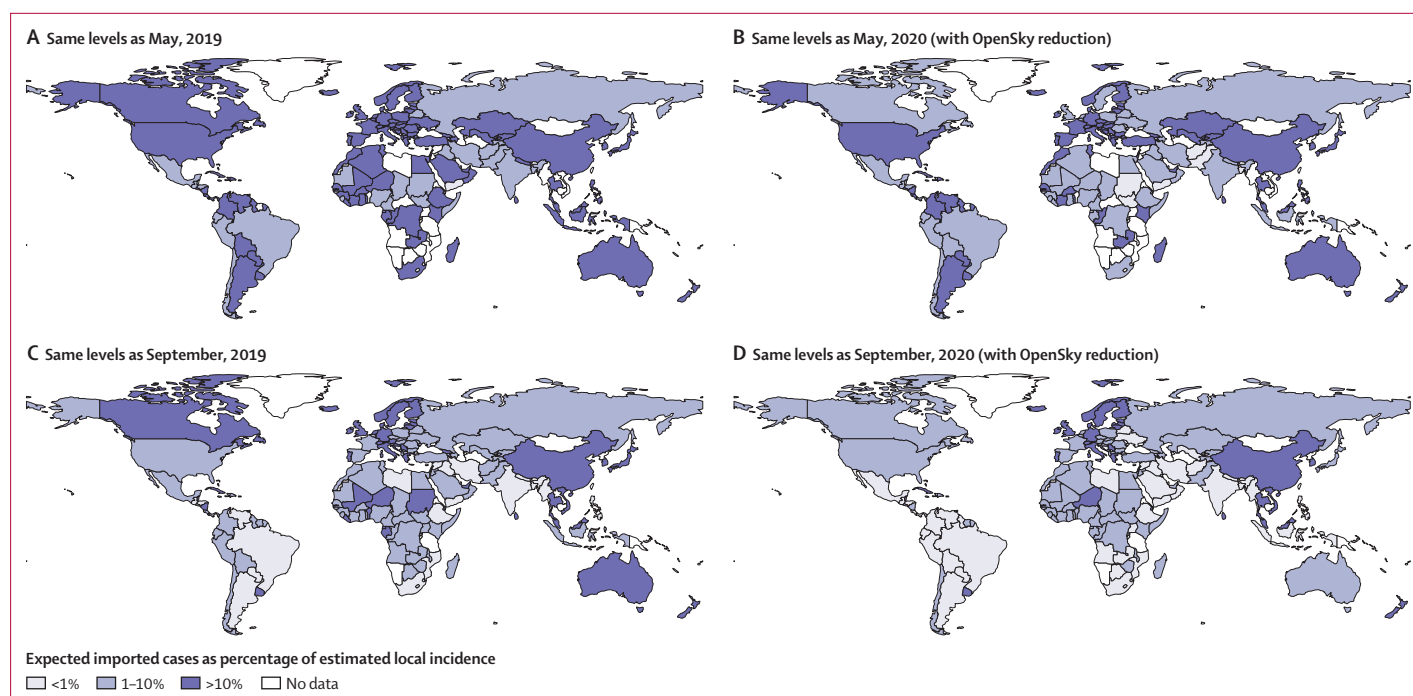 A Same levels as May, 2019
B Same levels as May, 2020 (with OpenSky reduction)
C Same levels as September, 2019
D Same levels as September, 2020 (with OpenSky reduction)
Expected imported cases as percentage of estimated local incidence
<1% 1–10% >10% No data